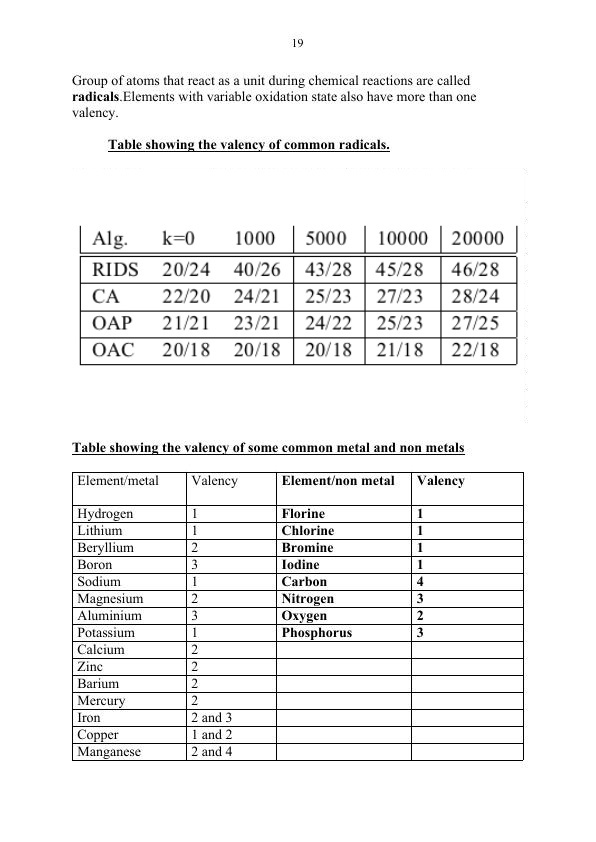 19
Group of atoms that react as a unit during chemical reactions are called
radicals.Elements with variable oxidation state also have more than one
valency.
Table showing the valency of common radicals.
Alg. k=0 1000 5000 10000 20000
RIDS 20/24 40/26 43/28 45/28 46/28
CA 22/20 24/21 25/23 27/23 28/24
OAP 21/21 23/21 24/22 25/23 27/25
OAC 20/18 20/18 20/18 21/18 22/18
Table showing the valency of some common metal and non metals
Element/metal Valency Element/non metal Valency
Hydrogen 1 Florine 1
Lithium 1 Chlorine 1
Beryllium 2 Bromine 1
Boron 3 Iodine 1
Sodium 1 Carbon 4
Magnesium 2 Nitrogen 3
Aluminium 3 Oxygen 2
Potassium 1 Phosphorus 3
Calcium 2
Zinc 2
Barium 2
Mercury 2
Iron 2 and 3
Copper 1 and 2
Manganese 2 and 4